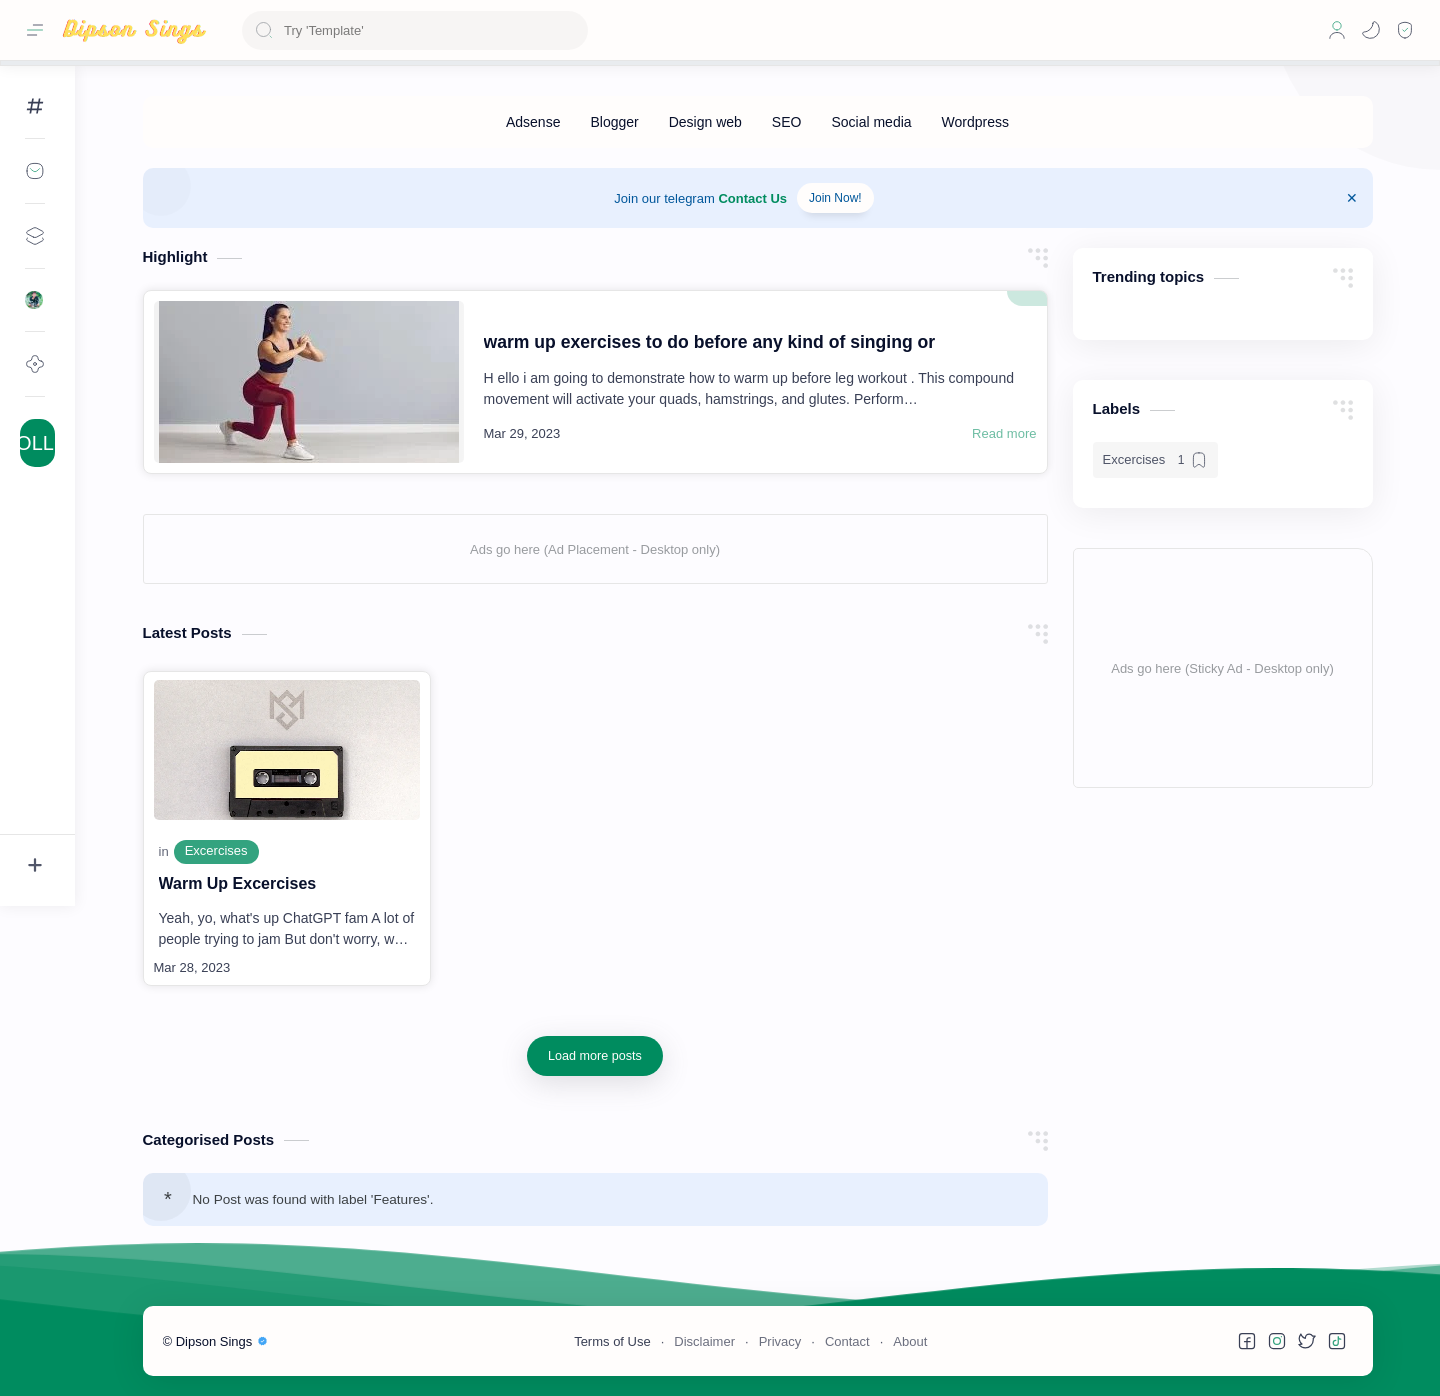 Dipson Sings
Try 'Template'
Adsense
Blogger
Design web
SEO
Social media
Wordpress
Join our telegram Contact Us
Join Now!
Highlight
warm up exercises to do before any kind of singing or
H ello i am going to demonstrate how to warm up before leg workout . This compound
movement will activate your quads, hamstrings, and glutes. Perform…
Mar 29, 2023
Read more
Trending topics
Labels
Excercises 1
OLL
Ads go here (Ad Placement - Desktop only)
Ads go here (Sticky Ad - Desktop only)
Latest Posts
in Excercises
Warm Up Excercises
Yeah, yo, what's up ChatGPT fam A lot of
people trying to jam But don't worry, w…
Mar 28, 2023
Load more posts
Categorised Posts
* No Post was found with label 'Features'.
© Dipson Sings
Terms of Use · Disclaimer · Privacy · Contact · About